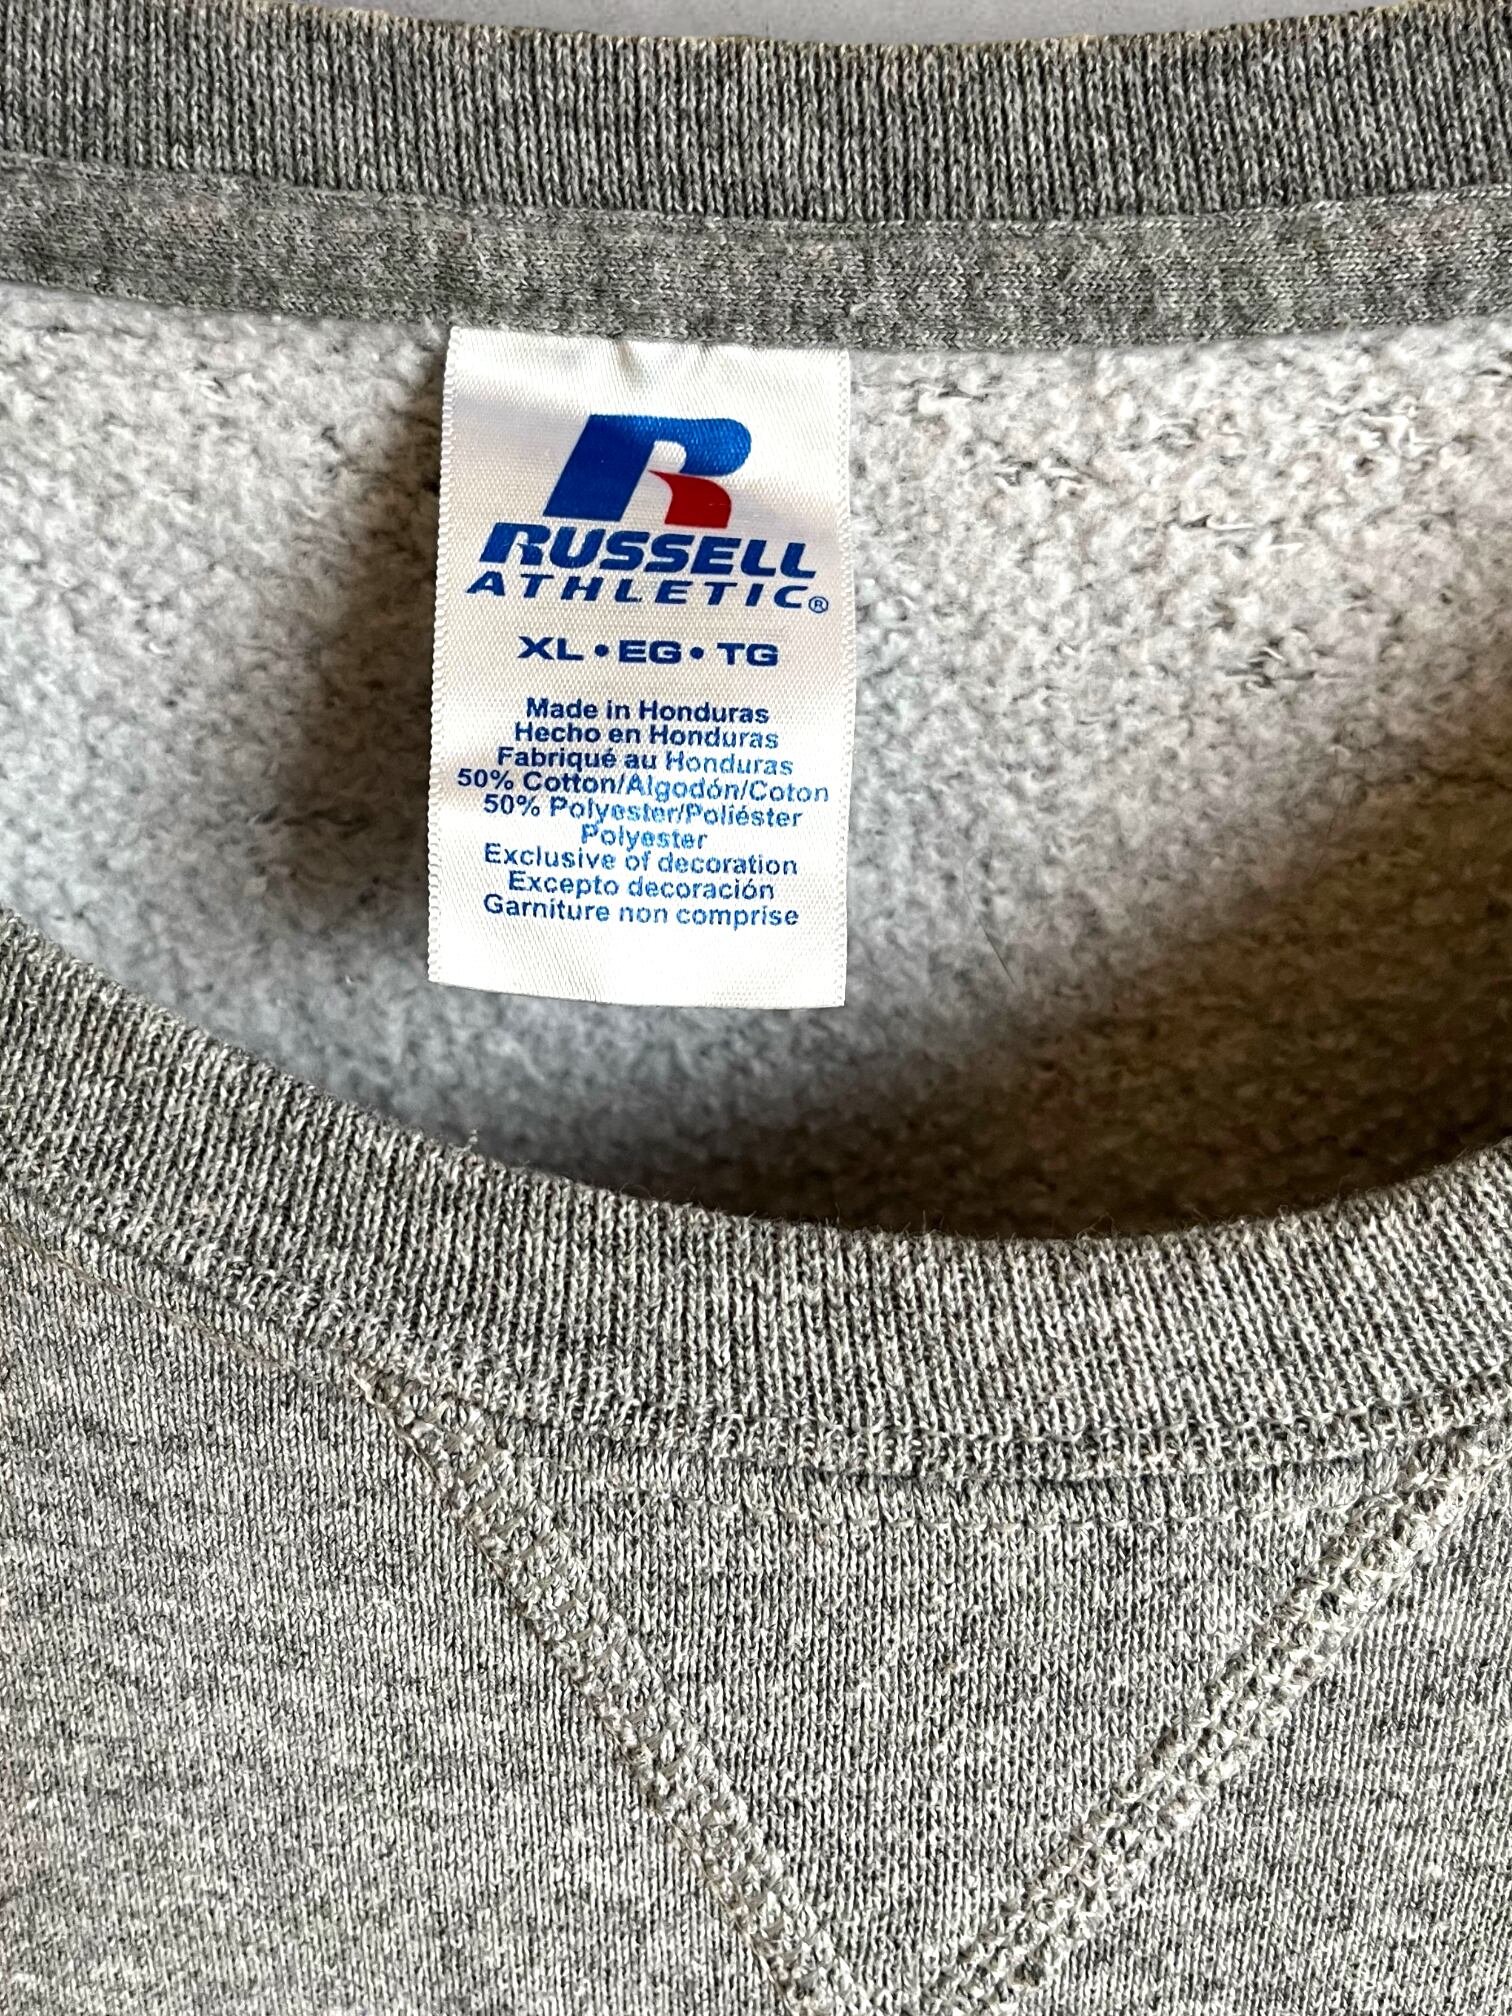 RUSSELL
ATHLETIC®
XL • EG • TG
Made in Honduras
Hecho en Honduras
Fabriqué au Honduras
50% Cotton/Algodón/Coton
50% Polyester/Poliéster
Polyester
Exclusive of decoration
Excepto decoración
Garniture non comprise